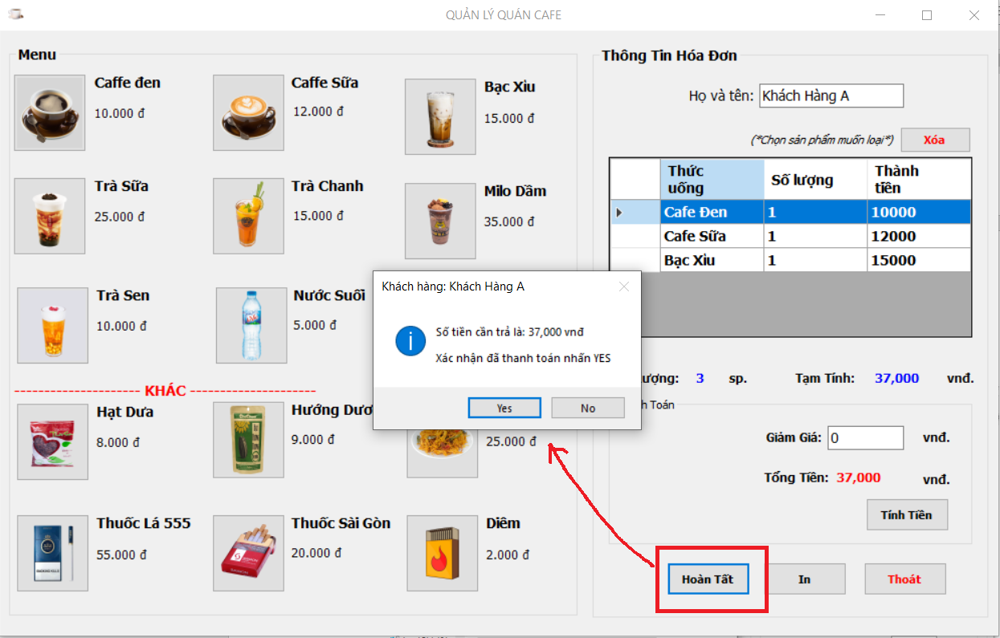 QUẢN LÝ QUÁN CAFE
Menu
Caffe đen
10.000 đ
Caffe Sữa
12.000 đ
Bạc Xỉu
15.000 đ
Trà Sữa
25.000 đ
Trà Chanh
15.000 đ
Milo Dầm
35.000 đ
Trà Sen
10.000 đ
Nước Suối
5.000 đ
--------------------- KHÁC ---------------------
Hạt Dưa
8.000 đ
Hướng Dươ
9.000 đ
25.000 đ
Thuốc Lá 555
55.000 đ
Thuốc Sài Gòn
20.000 đ
Diêm
2.000 đ
Thông Tin Hóa Đơn
Họ và tên: Khách Hàng A
(*Chọn sản phẩm muốn loại*) Xóa
Thức uống Số lượng Thành tiền
Cafe Đen 1 10000
Cafe Sữa 1 12000
Bạc Xỉu 1 15000
Khách hàng: Khách Hàng A
Số tiền cần trả là: 37,000 vnđ
Xác nhận đã thanh toán nhấn YES
Yes No
ượng: 3 sp. Tạm Tính: 37,000 vnđ.
h Toán
Giảm Giá: 0 vnđ.
Tổng Tiền: 37,000 vnđ.
Tính Tiền
Hoàn Tất In Thoát